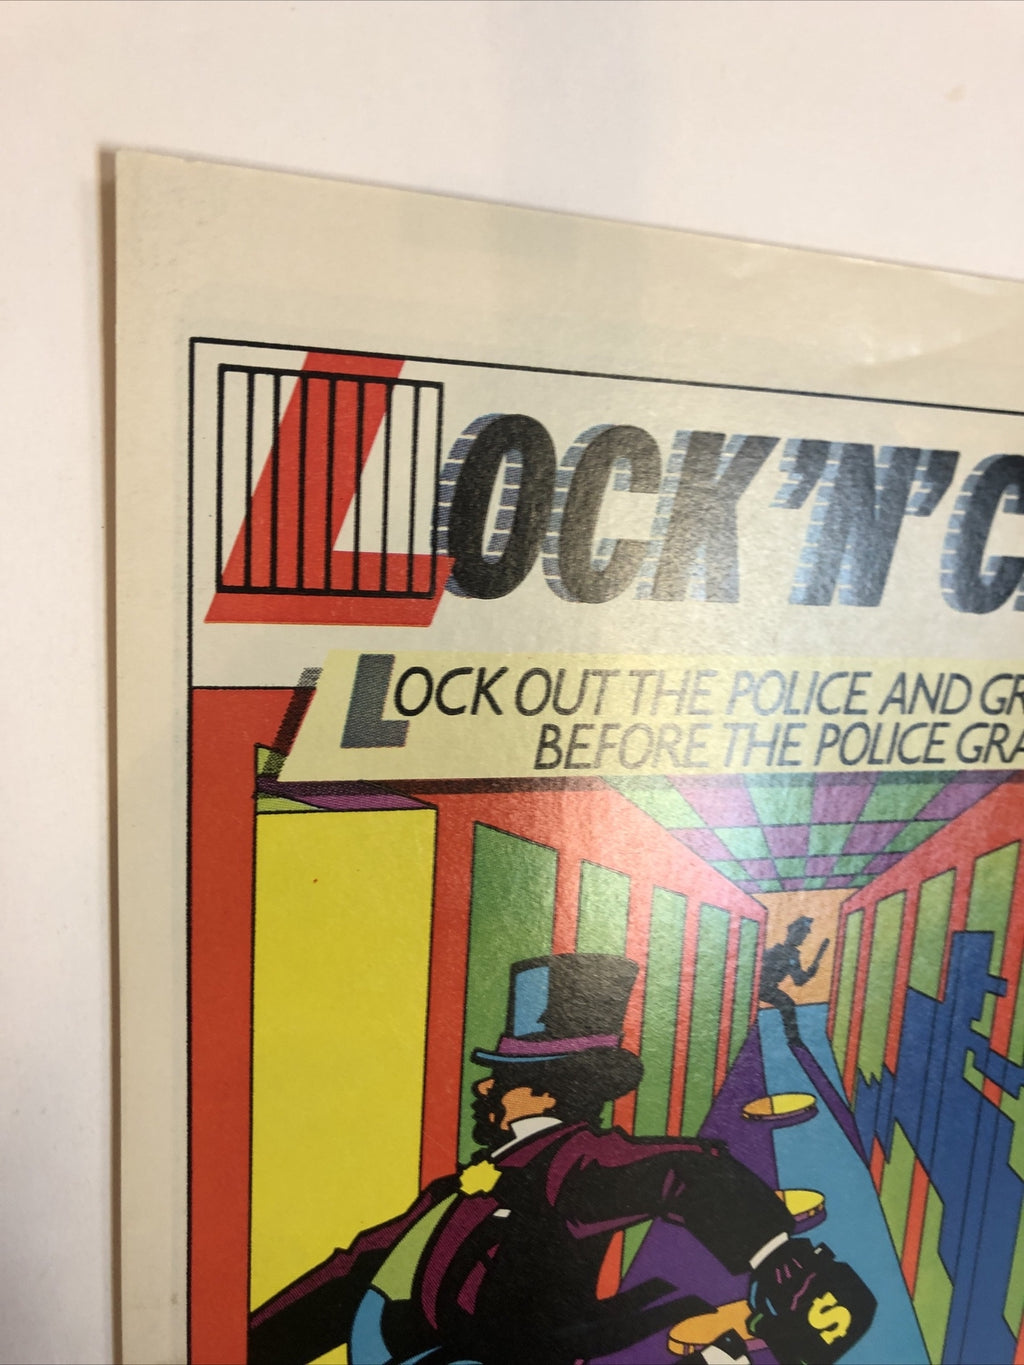 LOCK'N'C
LOCK OUT THE POLICE AND GR
BEFORE THE POLICE GRA
$